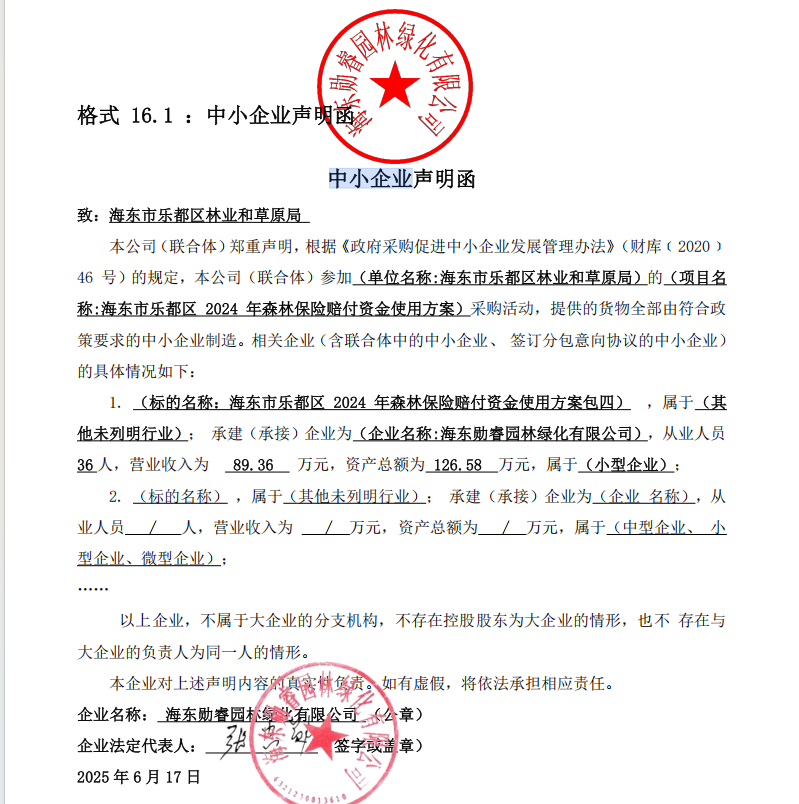 海东勋睿园林绿化有限公司
格式 16.1 ：中小企业声明函
中小企业声明函
致：海东市乐都区林业和草原局
本公司（联合体）郑重声明，根据《政府采购促进中小企业发展管理办法》（财库﹝2020﹞
46 号）的规定，本公司（联合体）参加（单位名称:海东市乐都区林业和草原局）的（项目名
称:海东市乐都区 2024 年森林保险赔付资金使用方案）采购活动，提供的货物全部由符合政
策要求的中小企业制造。相关企业（含联合体中的中小企业、 签订分包意向协议的中小企业）
的具体情况如下：
1. （标的名称：海东市乐都区 2024 年森林保险赔付资金使用方案包四） ，属于（其
他未列明行业）； 承建（承接）企业为（企业名称:海东勋睿园林绿化有限公司），从业人员
36人，营业收入为 89.36 万元，资产总额为 126.58 万元，属于（小型企业）；
2. （标的名称） ，属于（其他未列明行业）； 承建（承接）企业为（企业 名称），从
业人员 / 人，营业收入为 / 万元，资产总额为 / 万元，属于（中型企业、 小
型企业、微型企业）；
……
以上企业，不属于大企业的分支机构，不存在控股股东为大企业的情形，也不 存在与
大企业的负责人为同一人的情形。
本企业对上述声明内容的真实性负责。如有虚假，将依法承担相应责任。
企业名称： 海东勋睿园林绿化有限公司 （公章）
企业法定代表人： 张 （签字或盖章）
2025 年 6 月 17 日
海东勋睿园林绿化有限公司